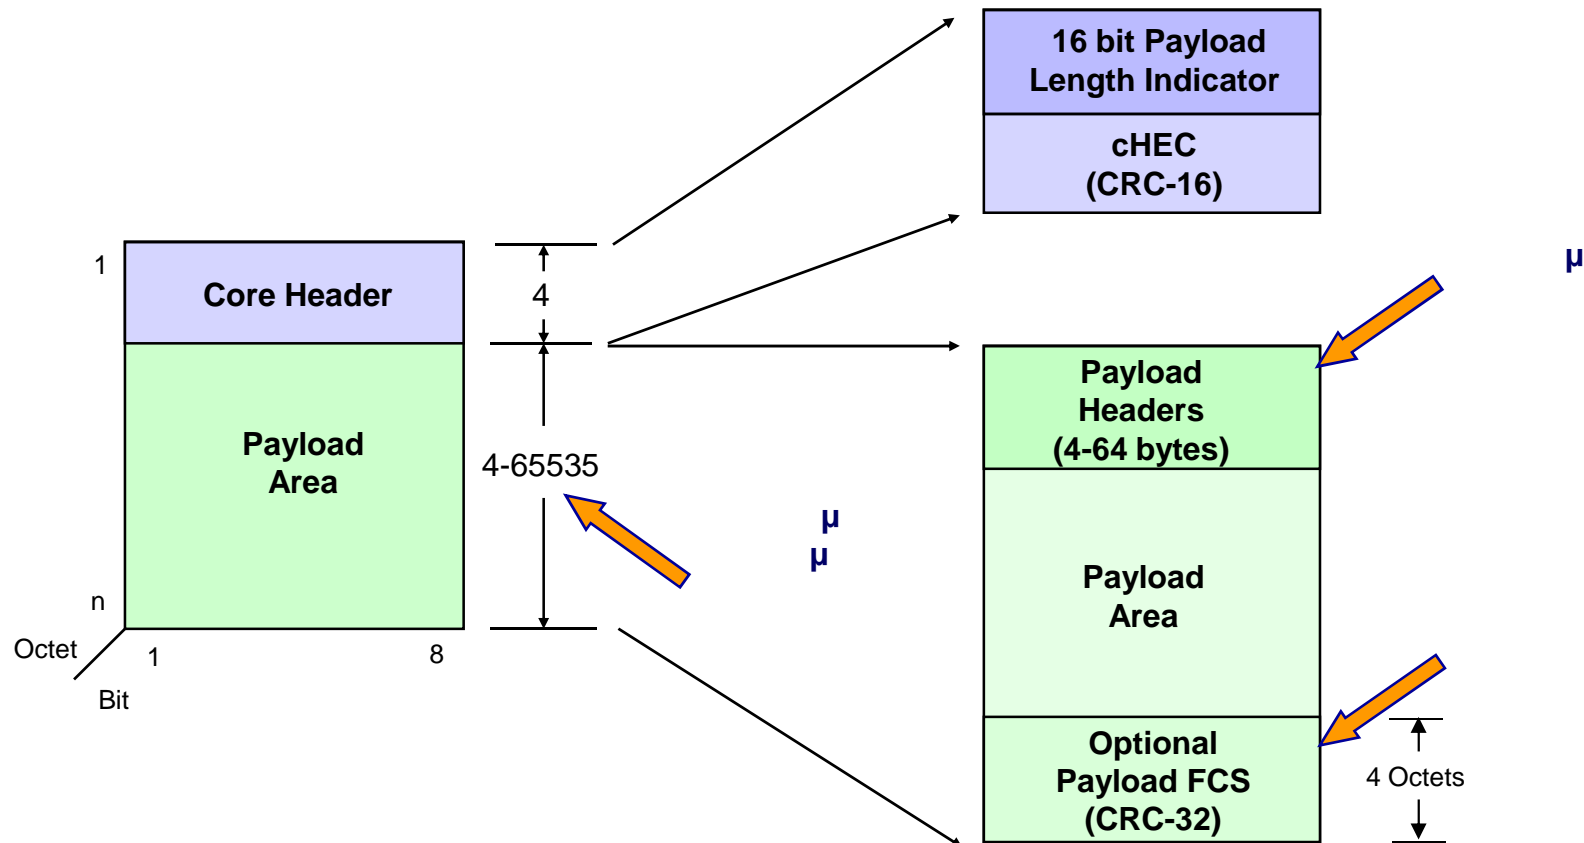 16 bit Payload
Length Indicator
cHEC
(CRC-16)
1
Core Header
4
µ
Payload
Area
4-65535
µ
µ
Payload
Headers
(4-64 bytes)
Payload
Area
n
Octet
1
8
Bit
Optional
Payload FCS
(CRC-32)
4 Octets